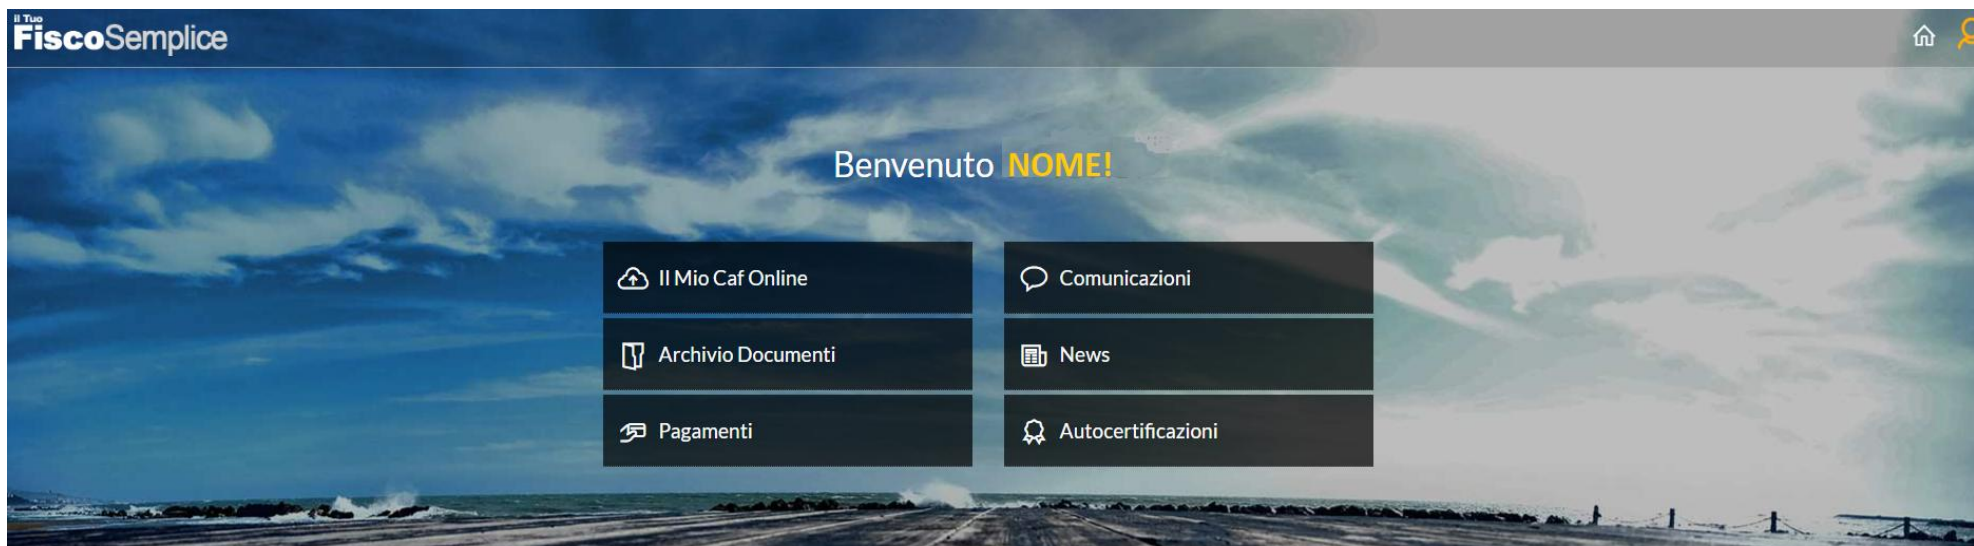 il Tuo
FiscoSemplice
Benvenuto NOME!
Il Mio Caf Online
Comunicazioni
Archivio Documenti
News
Pagamenti
Autocertificazioni